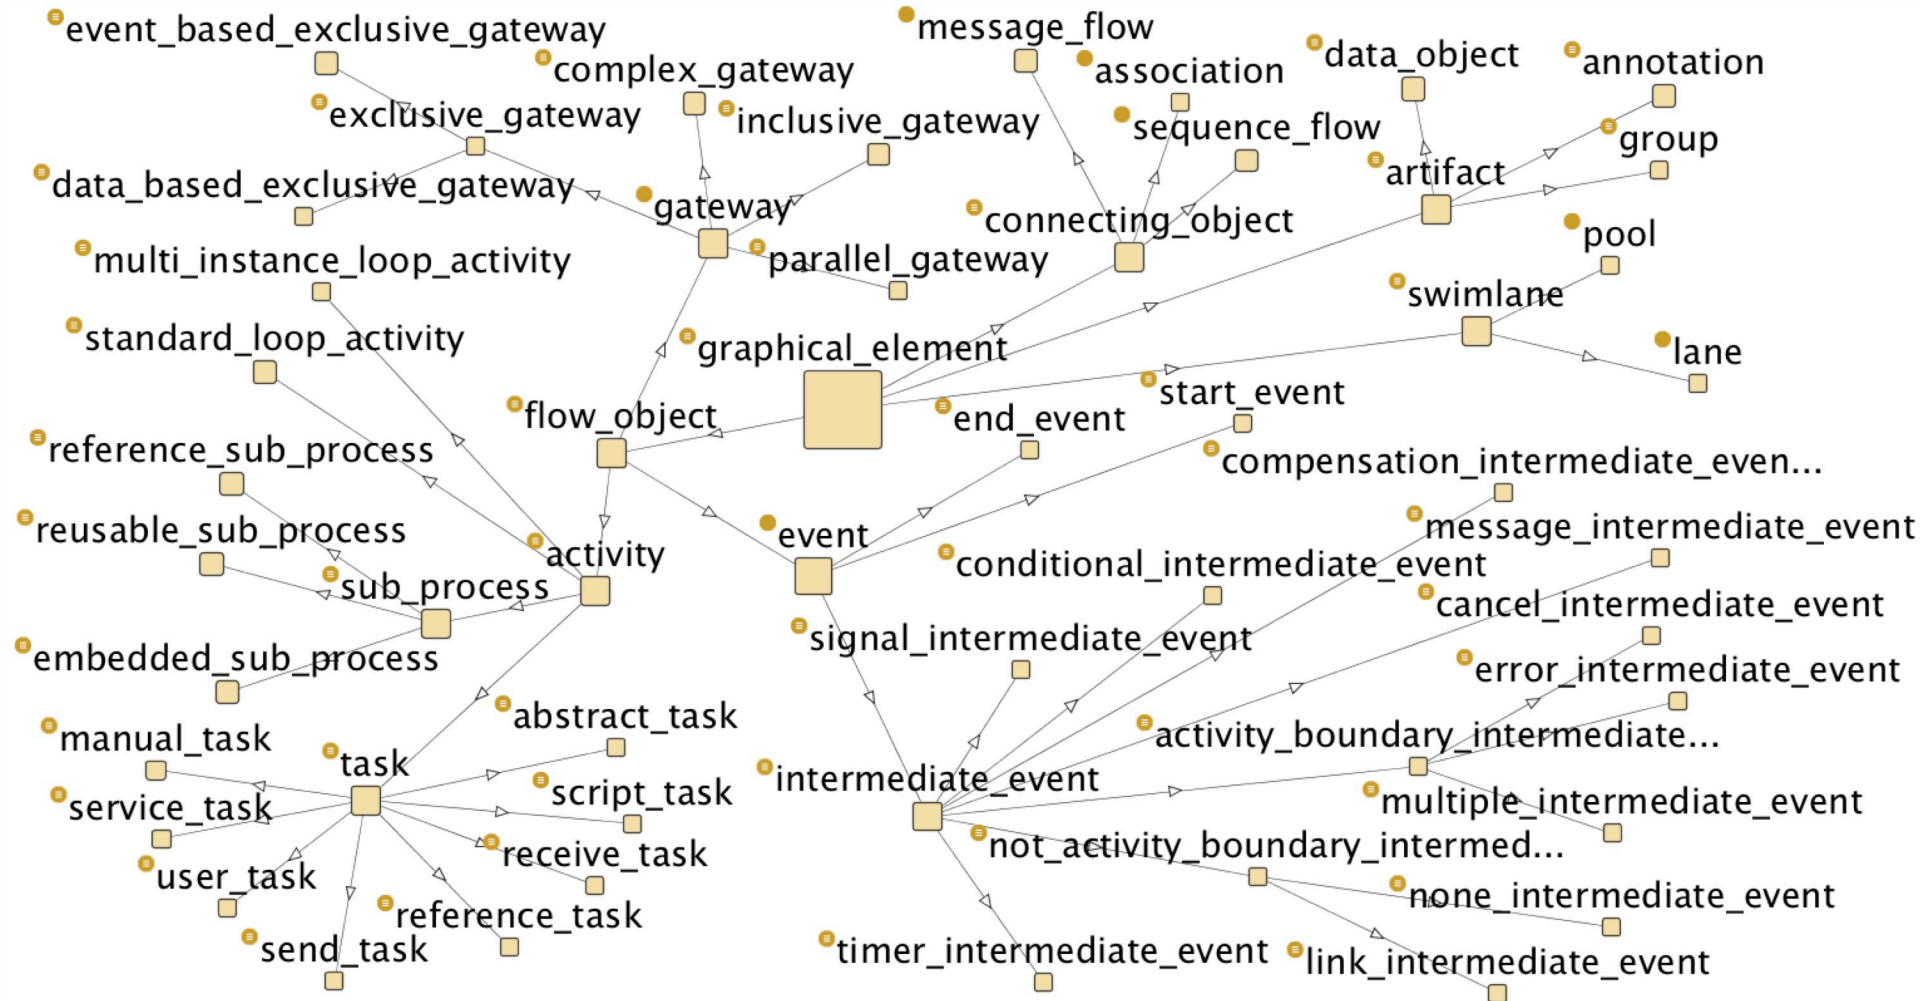 event_based_exclusive_gateway
message_flow
complex_gateway
association
data_object
annotation
exclusive_gateway
inclusive_gateway
sequence_flow
group
data_based_exclusive_gateway
gateway
connecting_object
artifact
multi_instance_loop_activity
parallel_gateway
pool
standard_loop_activity
graphical_element
swimlane
lane
flow_object
end_event
start_event
reference_sub_process
compensation_intermediate_even...
reusable_sub_process
activity
event
message_intermediate_event
sub_process
conditional_intermediate_event
cancel_intermediate_event
embedded_sub_process
signal_intermediate_event
error_intermediate_event
manual_task
abstract_task
activity_boundary_intermediate...
task
intermediate_event
service_task
script_task
multiple_intermediate_event
user_task
receive_task
not_activity_boundary_intermed...
none_intermediate_event
send_task
reference_task
timer_intermediate_event
link_intermediate_event